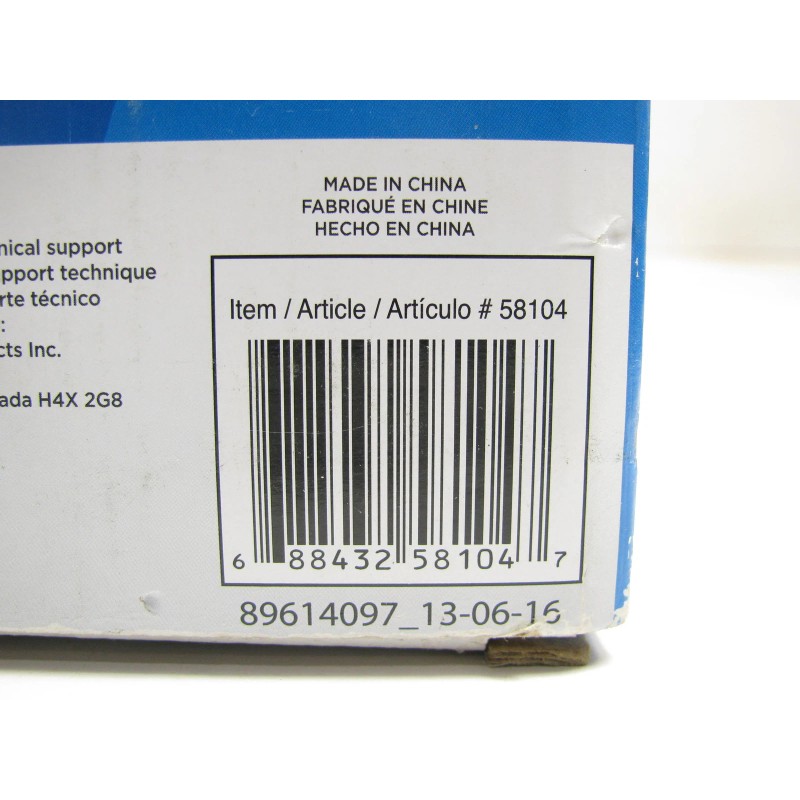 MADE IN CHINA
FABRIQUÉ EN CHINE
HECHO EN CHINA
nical support
pport technique
rte técnico
:
cts Inc.
ada H4X 2G8
Item / Article / Artículo # 58104
6 88432 58104 7
89614097_13-06-16